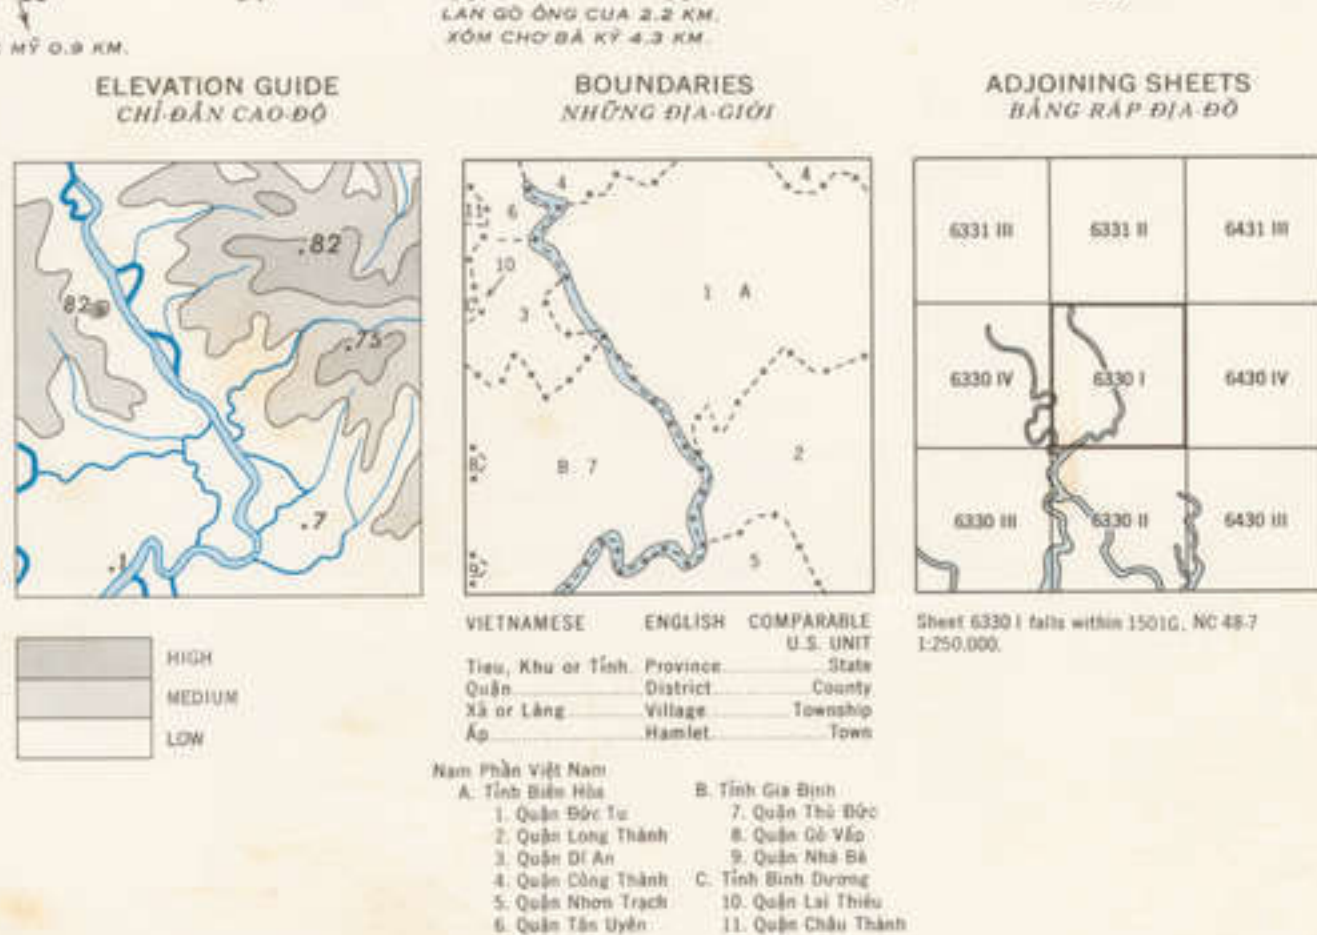 MỸ 0.9 KM.
LÂN GÒ ÔNG CUA 2.2 KM.
XÓM CHỢ BÀ KÝ 4.3 KM.
ELEVATION GUIDE
CHỈ-DẪN CAO-ĐỘ
82
82
.75
.7
.1
HIGH
MEDIUM
LOW
BOUNDARIES
NHỮNG ĐỊA-GIỚI
4
4
11
6
10
3
1 A
B 7
2
8
9
5
VIETNAMESE ENGLISH COMPARABLE
U.S. UNIT
Tieu, Khu or Tỉnh Province State
Quận District County
Xã or Làng Village Township
Ấp Hamlet Town
Nam Phần Việt Nam
A. Tỉnh Biên Hòa
1. Quận Đức Tu
2. Quận Long Thành
3. Quận Dĩ An
4. Quận Công Thành
5. Quận Nhơn Trạch
6. Quận Tân Uyên
B. Tỉnh Gia Định
7. Quận Thủ Đức
8. Quận Gò Vấp
9. Quận Nhà Bè
C. Tỉnh Bình Dương
10. Quận Lái Thiêu
11. Quận Châu Thành
ADJOINING SHEETS
BẢNG RÁP ĐỊA-ĐỒ
6331 III 6331 II 6431 III
6330 IV 6330 I 6430 IV
6330 III 6330 II 6430 III
Sheet 6330 I falls within 1501G, NC 48-7
1:250,000.